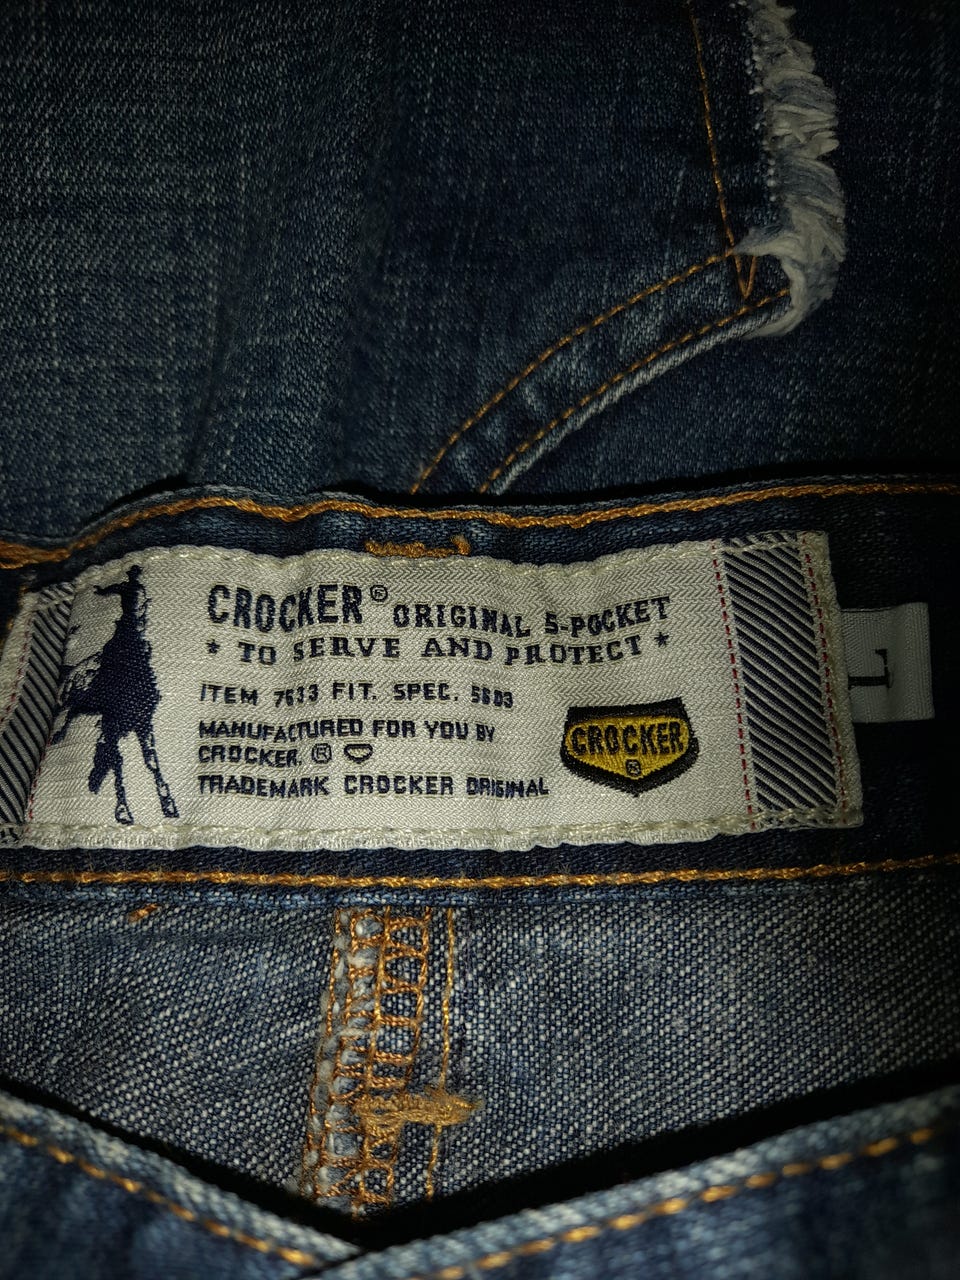 CROCKER® ORIGINAL 5-POCKET
* TO SERVE AND PROTECT *
ITEM 7533 FIT. SPEC. 5803
MANUFACTURED FOR YOU BY
CROCKER. ®
TRADEMARK CROCKER ORIGINAL
CROCKER
®
L